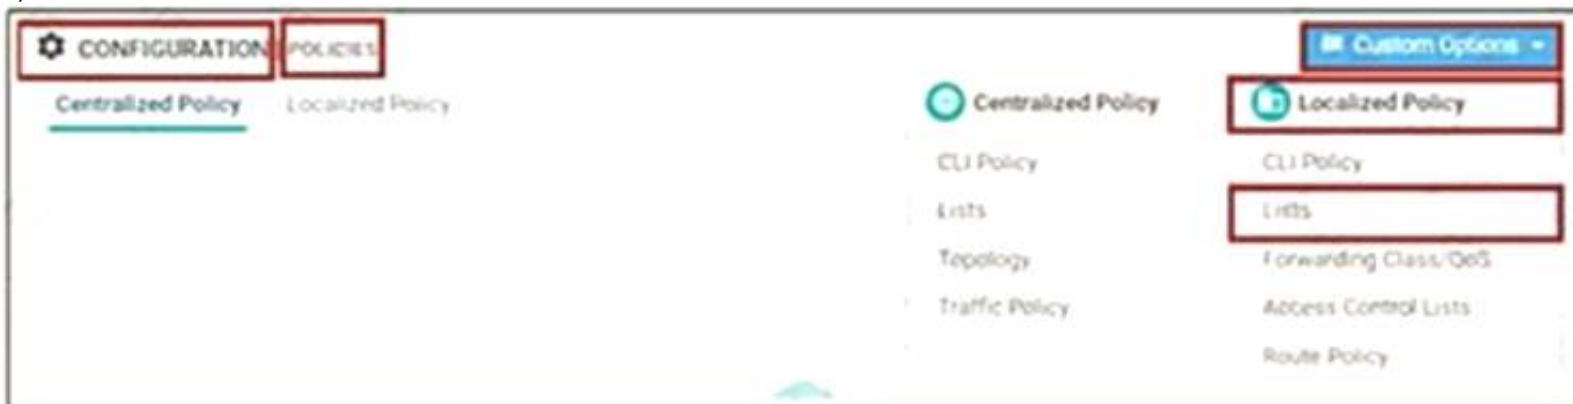 CONFIGURATION POLICIES
Custom Options
Centralized Policy Localized Policy
Centralized Policy
CLI Policy
Lists
Topology
Traffic Policy
Localized Policy
CLI Policy
Lists
Forwarding Class/QoS
Access Control Lists
Route Policy